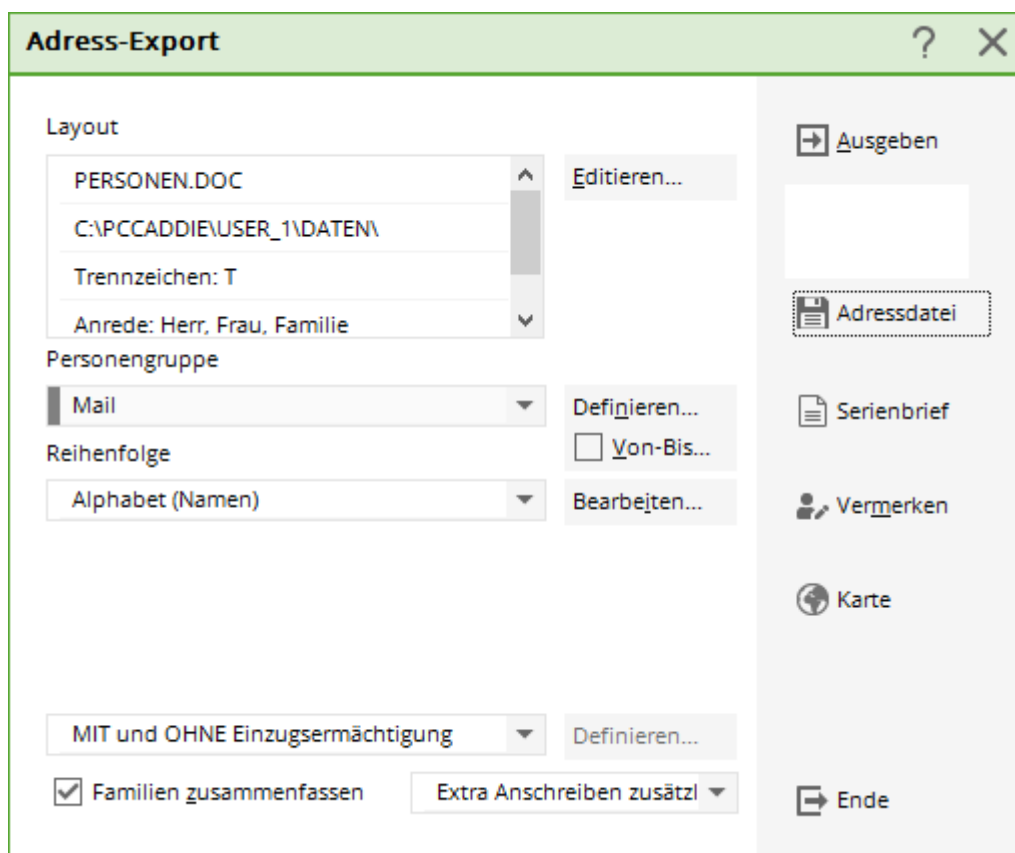 Adress-Export
Layout
PERSONEN.DOC
C:\PCCADDIE\USER_1\DATEN\
Trennzeichen: T
Anrede: Herr, Frau, Familie
Editieren...
Personengruppe
Mail
Definieren...
Von-Bis...
Reihenfolge
Alphabet (Namen)
Bearbeiten...
MIT und OHNE Einzugsermächtigung
Definieren...
Familien zusammenfassen
Extra Anschreiben zusätzl
Ausgeben
Adressdatei
Serienbrief
Vermerken
Karte
Ende